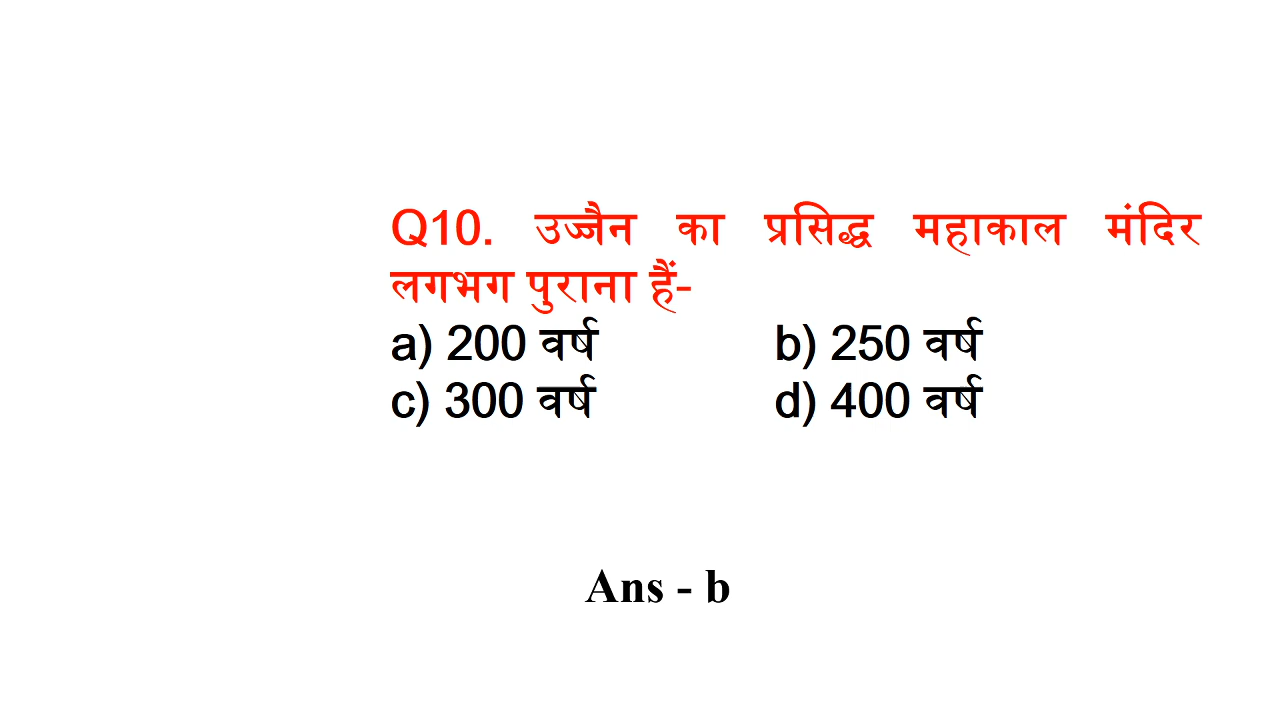 Q10. उज्जैन का प्रसिद्ध महाकाल मंदिर
लगभग पुराना हैं-
a) 200 वर्ष b) 250 वर्ष
c) 300 वर्ष d) 400 वर्ष
Ans - b